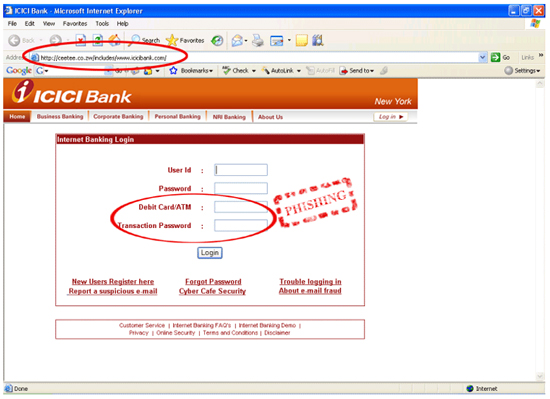 ICICI Bank - Microsoft Internet Explorer
File Edit View Favorites Tools Help
Back Search Favorites
Address http://ceetee.co.zw/includes/www.icicibank.com/ Go Links »
Google G Go Bookmarks Check AutoLink AutoFill Send to Settings
ICICI Bank
New York
Home Business Banking Corporate Banking Personal Banking NRI Banking About Us Log in
Internet Banking Login
User Id :
Password :
Debit Card/ATM :
Transaction Password :
PHISHING
Login
New Users Register here Forgot Password Trouble logging in
Report a suspicious e-mail Cyber Cafe Security About e-mail fraud
Customer Service | Internet Banking FAQ's | Internet Banking Demo |
Privacy | Online Security | Terms and Conditions | Disclaimer
Done Internet